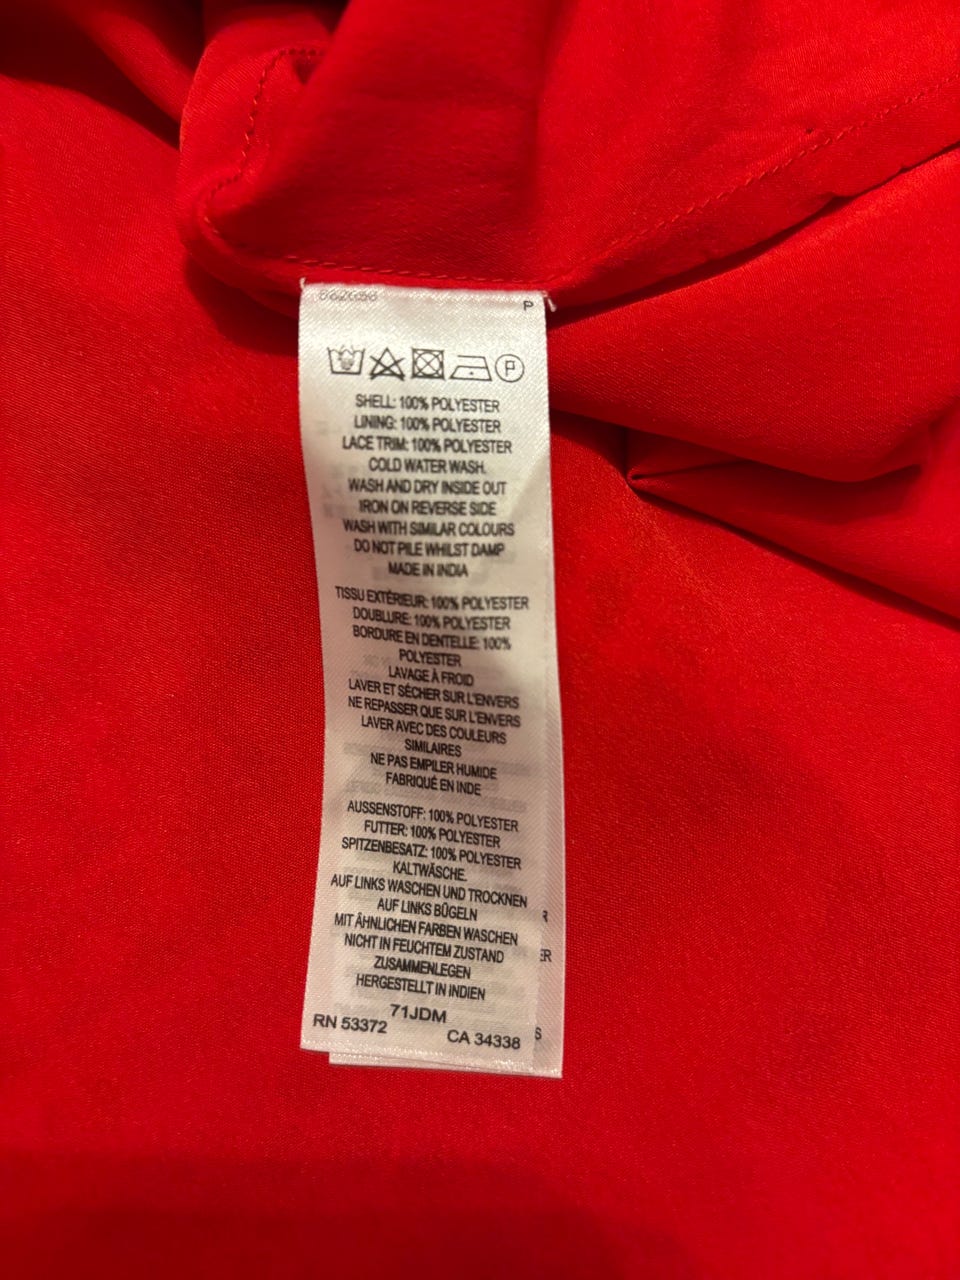 P
P
SHELL: 100% POLYESTER
LINING: 100% POLYESTER
LACE TRIM: 100% POLYESTER
COLD WATER WASH.
WASH AND DRY INSIDE OUT
IRON ON REVERSE SIDE
WASH WITH SIMILAR COLOURS
DO NOT PILE WHILST DAMP
MADE IN INDIA
TISSU EXTÉRIEUR: 100% POLYESTER
DOUBLURE: 100% POLYESTER
BORDURE EN DENTELLE: 100%
POLYESTER
LAVAGE À FROID
LAVER ET SÉCHER SUR L'ENVERS
NE REPASSER QUE SUR L'ENVERS
LAVER AVEC DES COULEURS
SIMILAIRES
NE PAS EMPILER HUMIDE
FABRIQUÉ EN INDE
AUSSENSTOFF: 100% POLYESTER
FUTTER: 100% POLYESTER
SPITZENBESATZ: 100% POLYESTER
KALTWÄSCHE.
AUF LINKS WASCHEN UND TROCKNEN
AUF LINKS BÜGELN
MIT ÄHNLICHEN FARBEN WASCHEN
NICHT IN FEUCHTEM ZUSTAND
ZUSAMMENLEGEN
HERGESTELLT IN INDIEN
71JDM
RN 53372 CA 34338